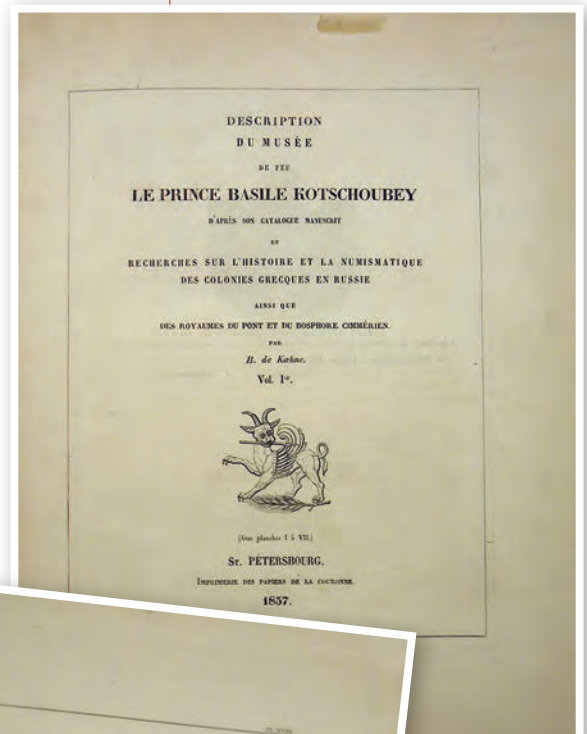 DESCRIPTION
DU MUSÉE
DE FEU
LE PRINCE BASILE KOTSCHOUBEY
D'APRÈS SON CATALOGUE MANUSCRIT
ET
RECHERCHES SUR L'HISTOIRE ET LA NUMISMATIQUE
DES COLONIES GRECQUES EN RUSSIE
AINSI QUE
DES ROYAUMES DU PONT ET DU BOSPHORE CIMMÉRIEN.
PAR
B. de Kœhne.
Vol. Ier.
(Avec planches I à VII.)
ST. PÉTERSBOURG.
IMPRIMERIE DES PAPIERS DE LA COURONNE.
1857.